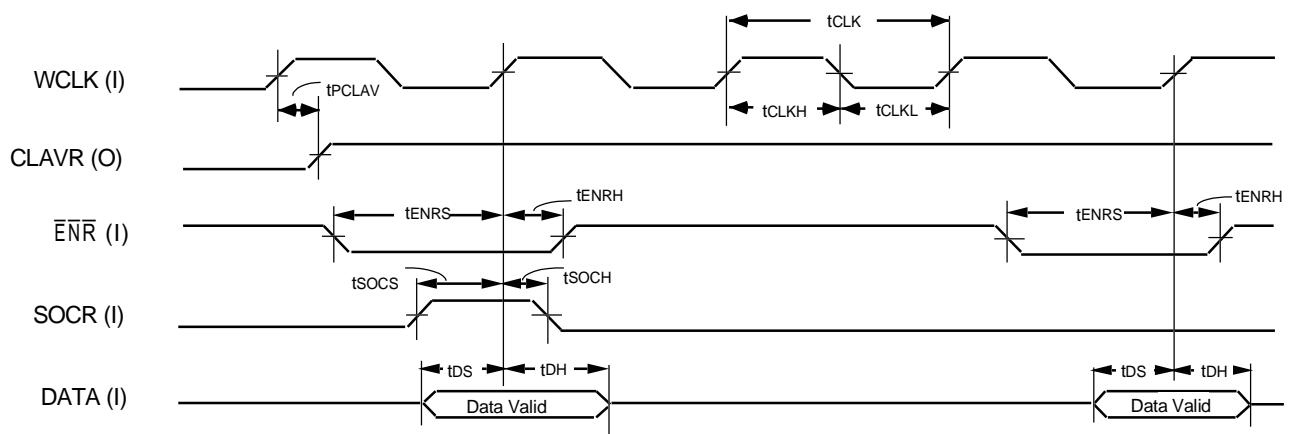 tCLK
WCLK (I)
tPCLAV
tCLKH
tCLKL
CLAVR (O)
tENRS
tENRH
tENRS
tENRH
E̅N̅R̅ (I)
tSOCS
tSOCH
SOCR (I)
tDS
tDH
tDS
tDH
DATA (I)
Data Valid
Data Valid